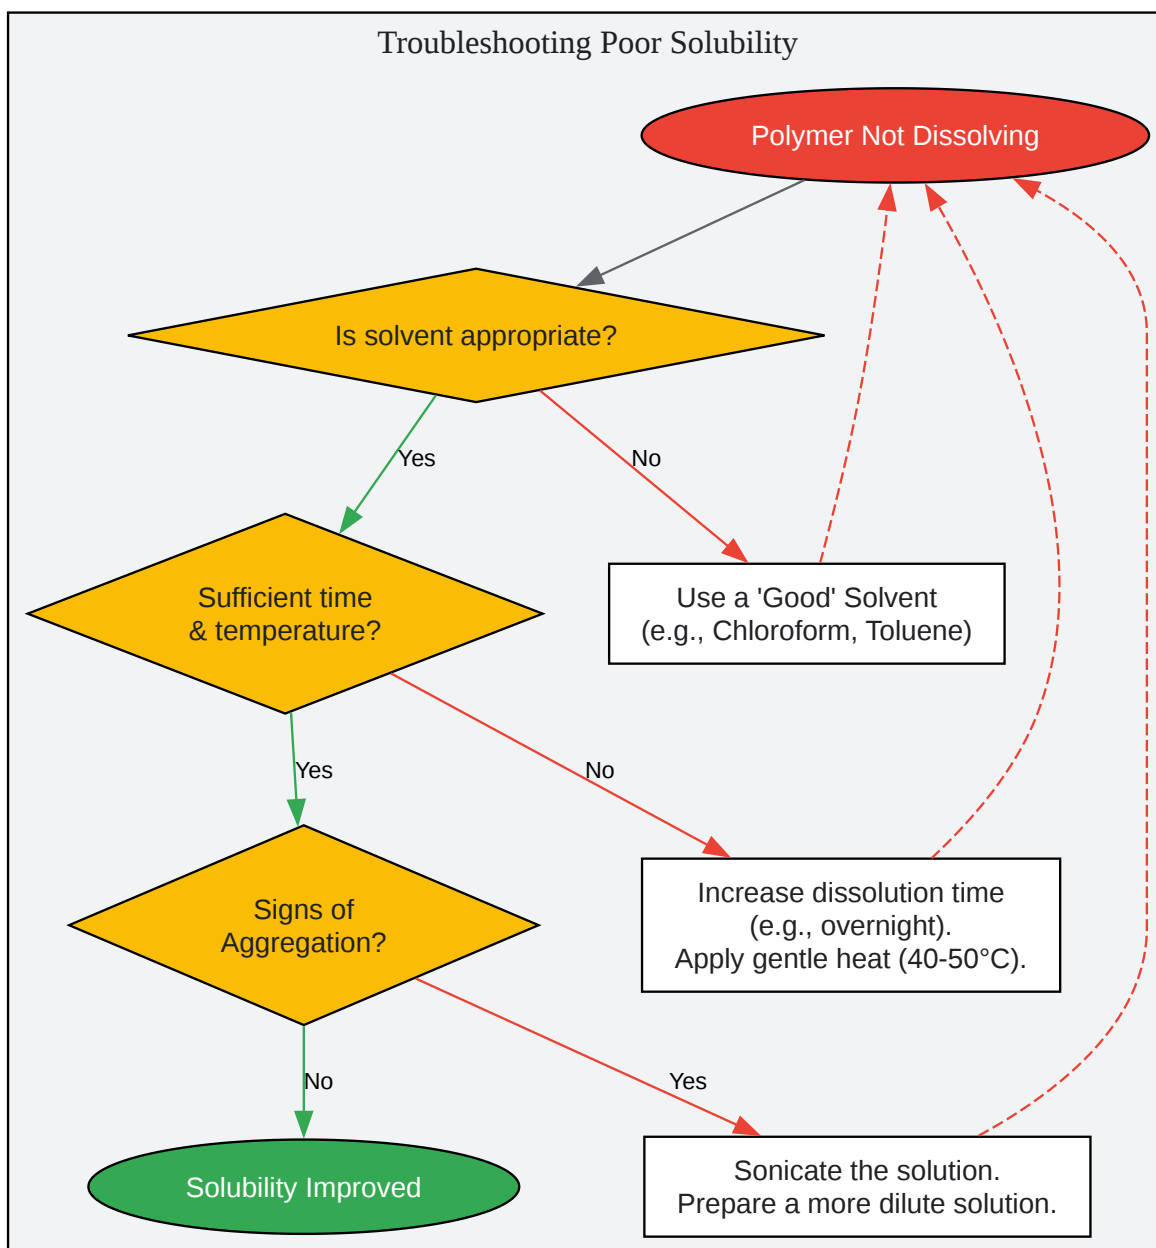 Troubleshooting Poor Solubility
Polymer Not Dissolving
Is solvent appropriate?
Yes
No
Sufficient time
& temperature?
Use a 'Good' Solvent
(e.g., Chloroform, Toluene)
Yes
No
Signs of
Aggregation?
Increase dissolution time
(e.g., overnight).
Apply gentle heat (40-50°C).
No
Yes
Solubility Improved
Sonicate the solution.
Prepare a more dilute solution.